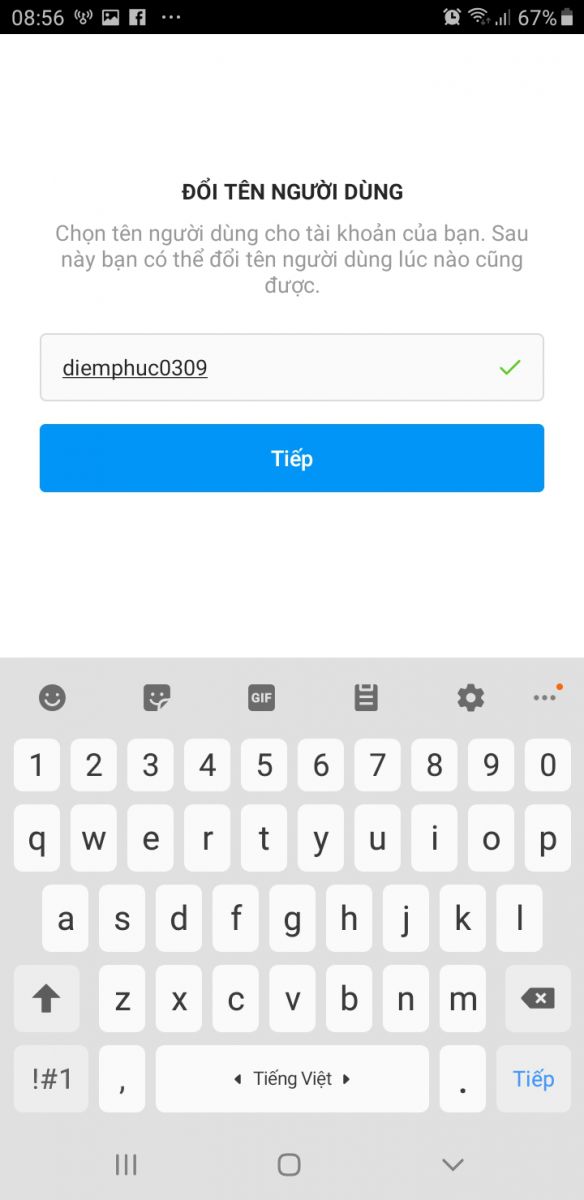 08:56 67%
ĐỔI TÊN NGƯỜI DÙNG
Chọn tên người dùng cho tài khoản của bạn. Sau
này bạn có thể đổi tên người dùng lúc nào cũng
được.
diemphuc0309
Tiếp
GIF
1 2 3 4 5 6 7 8 9 0
q w e r t y u i o p
a s d f g h j k l
z x c v b n m
!#1 , Tiếng Việt . Tiếp